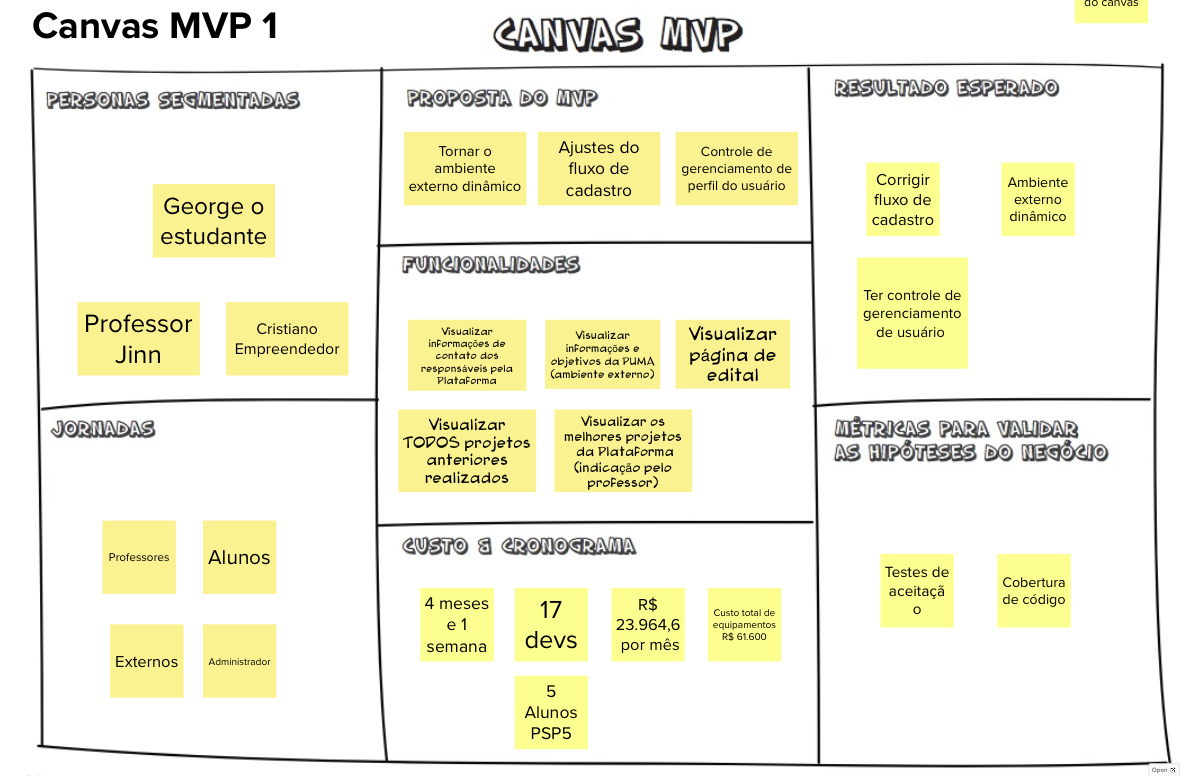 do canvas
Canvas MVP 1
CANVAS MVP
PERSONAS SEGMENTADAS
George o
estudante
Professor
Jinn
Cristiano
Empreendedor
JORNADAS
Professores
Alunos
Externos
Administrador
PROPOSTA DO MVP
Tornar o
ambiente
externo dinâmico
Ajustes do
fluxo de
cadastro
Controle de
gerenciamento de
perfil do usuário
FUNCIONALIDADES
Visualizar
informações de
contato dos
responsáveis pela
Plataforma
Visualizar
informações e
objetivos da PUMA
(ambiente externo)
Visualizar
página de
edital
Visualizar
TODOS projetos
anteriores
realizados
Visualizar os
melhores projetos
da Plataforma
(indicação pelo
professor)
CUSTO & CRONOGRAMA
4 meses
e 1
semana
17
devs
R$
23.964,6
por mês
Custo total de
equipamentos
R$ 61.600
5
Alunos
PSP5
RESULTADO ESPERADO
Corrigir
fluxo de
cadastro
Ambiente
externo
dinâmico
Ter controle de
gerenciamento
de usuário
MÉTRICAS PARA VALIDAR
AS HIPÓTESES DO NEGÓCIO
Testes de
aceitaçã
o
Cobertura
de código
Open